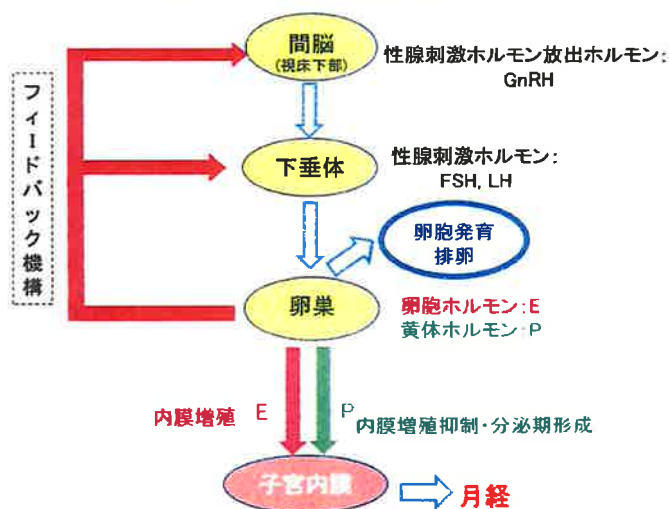 間脳
(視床下部)
性腺刺激ホルモン放出ホルモン:
GnRH
フィードバック機構
下垂体
性腺刺激ホルモン:
FSH, LH
卵胞発育
排卵
卵巣
卵胞ホルモン:E
黄体ホルモン:P
内膜増殖 E
P 内膜増殖抑制・分泌期形成
子宮内膜
月経